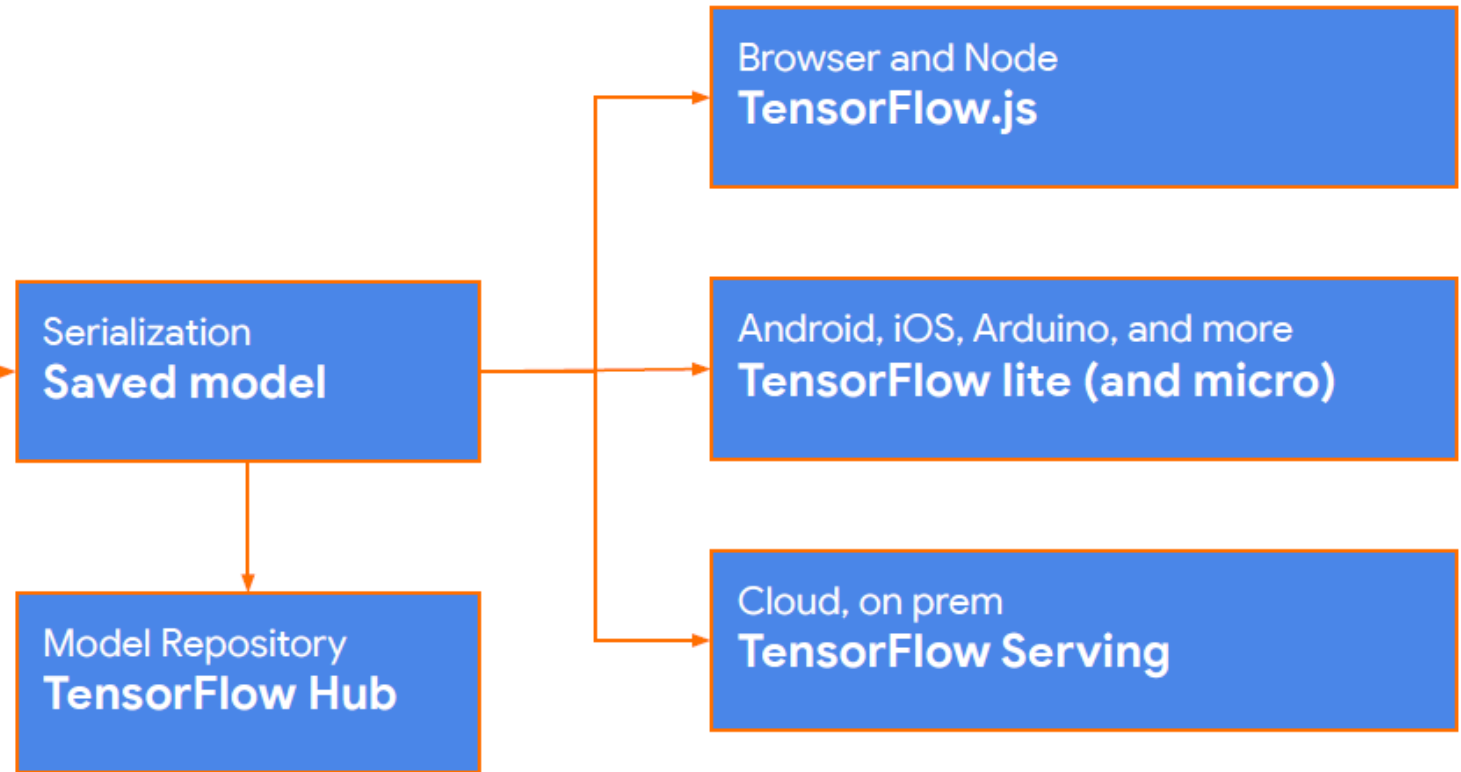 Browser and Node
TensorFlow.js
Serialization
Saved model
Android, iOS, Arduino, and more
TensorFlow lite (and micro)
Model Repository
TensorFlow Hub
Cloud, on prem
TensorFlow Serving